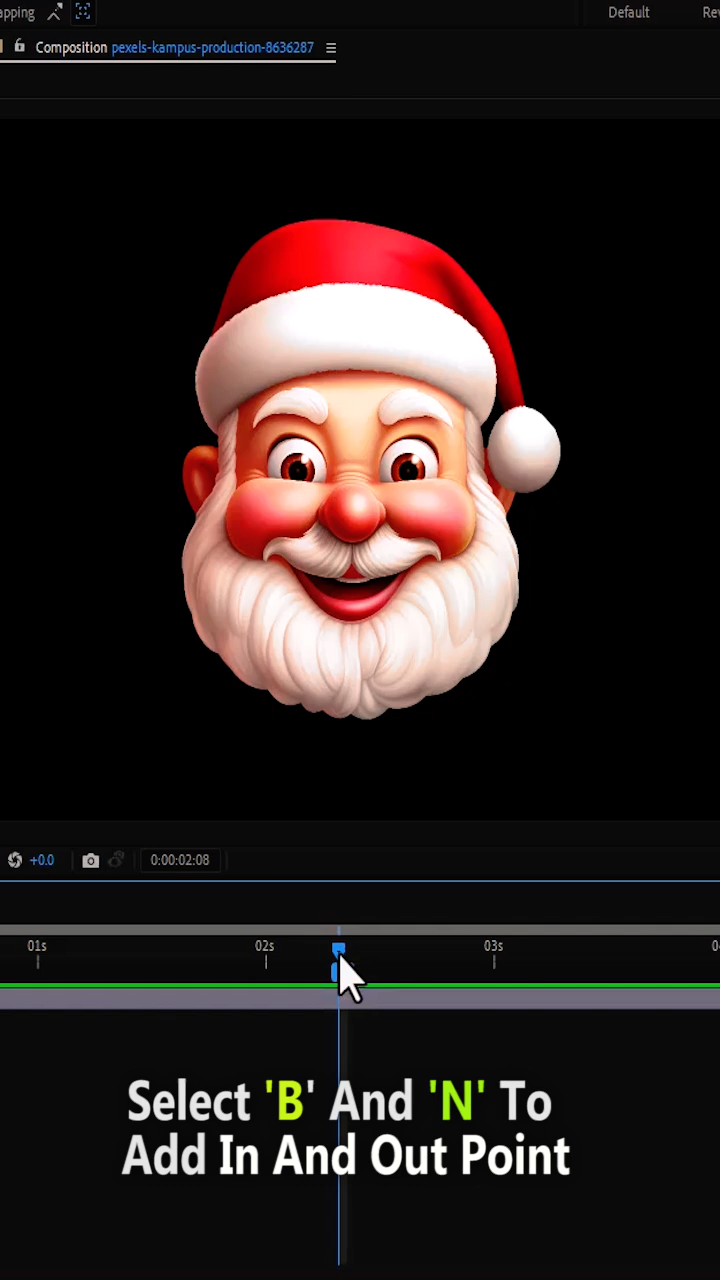 Default
Composition pexels-kampus-production-8636287
+0.0
0:00:02:08
01s
02s
03s
Select 'B' And 'N' To
Add In And Out Point